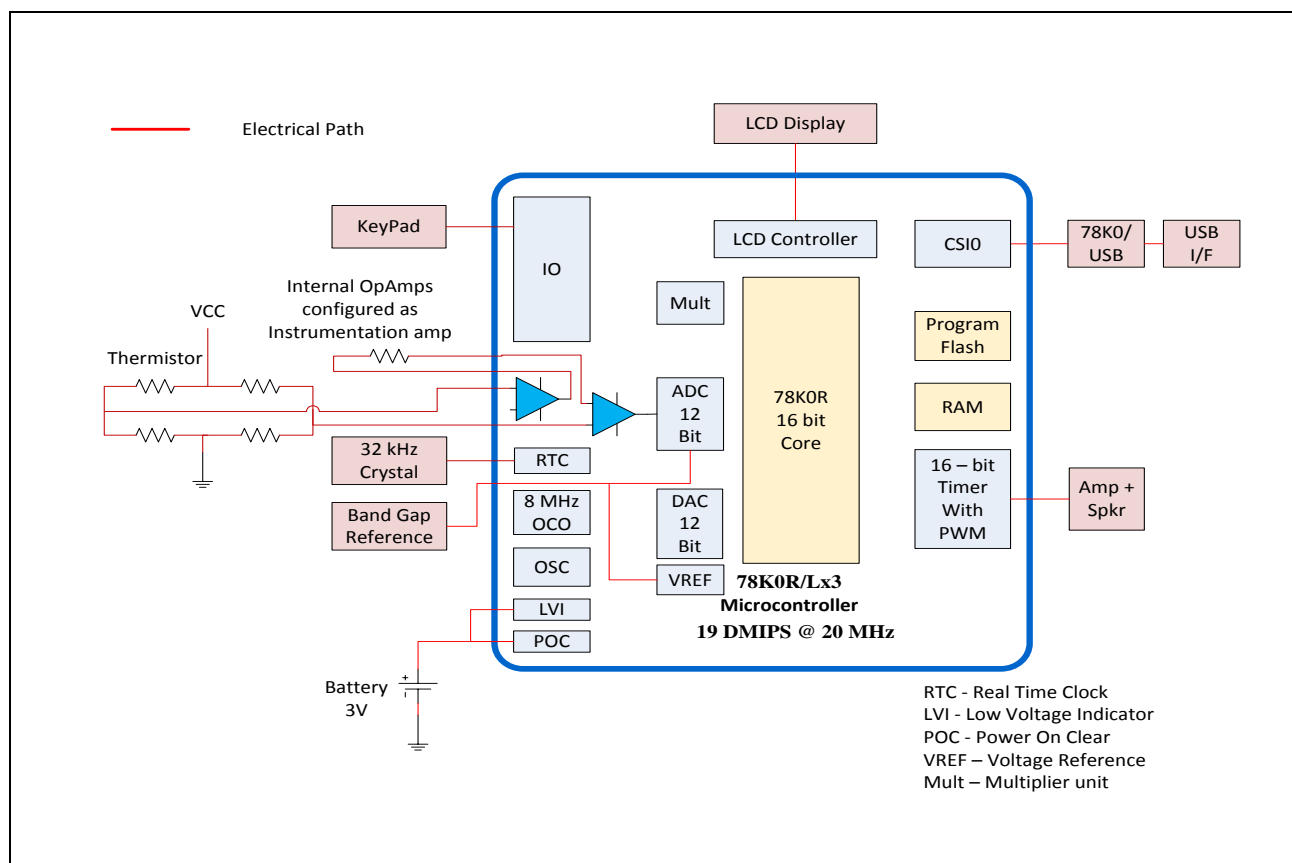 Electrical Path
LCD Display
KeyPad
IO
LCD Controller
CSI0
78K0/
USB
USB
I/F
Internal OpAmps
configured as
Instrumentation amp
Mult
VCC
Thermistor
Program
Flash
ADC
12
Bit
78K0R
16 bit
Core
RAM
32 kHz
Crystal
RTC
16 – bit
Timer
With
PWM
Amp +
Spkr
Band Gap
Reference
8 MHz
OCO
DAC
12
Bit
OSC
VREF
78K0R/Lx3
Microcontroller
19 DMIPS @ 20 MHz
LVI
POC
Battery
3V
+
-
RTC - Real Time Clock
LVI - Low Voltage Indicator
POC - Power On Clear
VREF – Voltage Reference
Mult – Multiplier unit